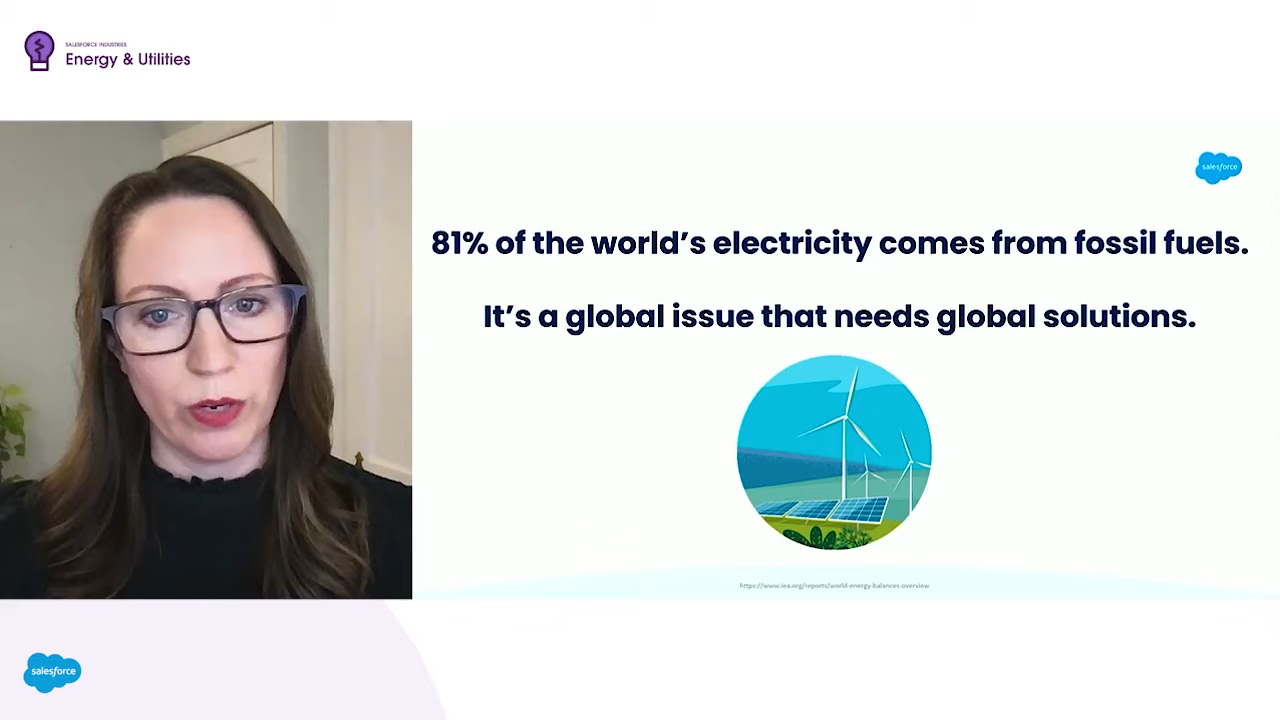 SALESFORCE INDUSTRIES
Energy & Utilities
salesforce
81% of the world’s electricity comes from fossil fuels.
It’s a global issue that needs global solutions.
https://www.iea.org/reports/world-energy-balances-overview
salesforce